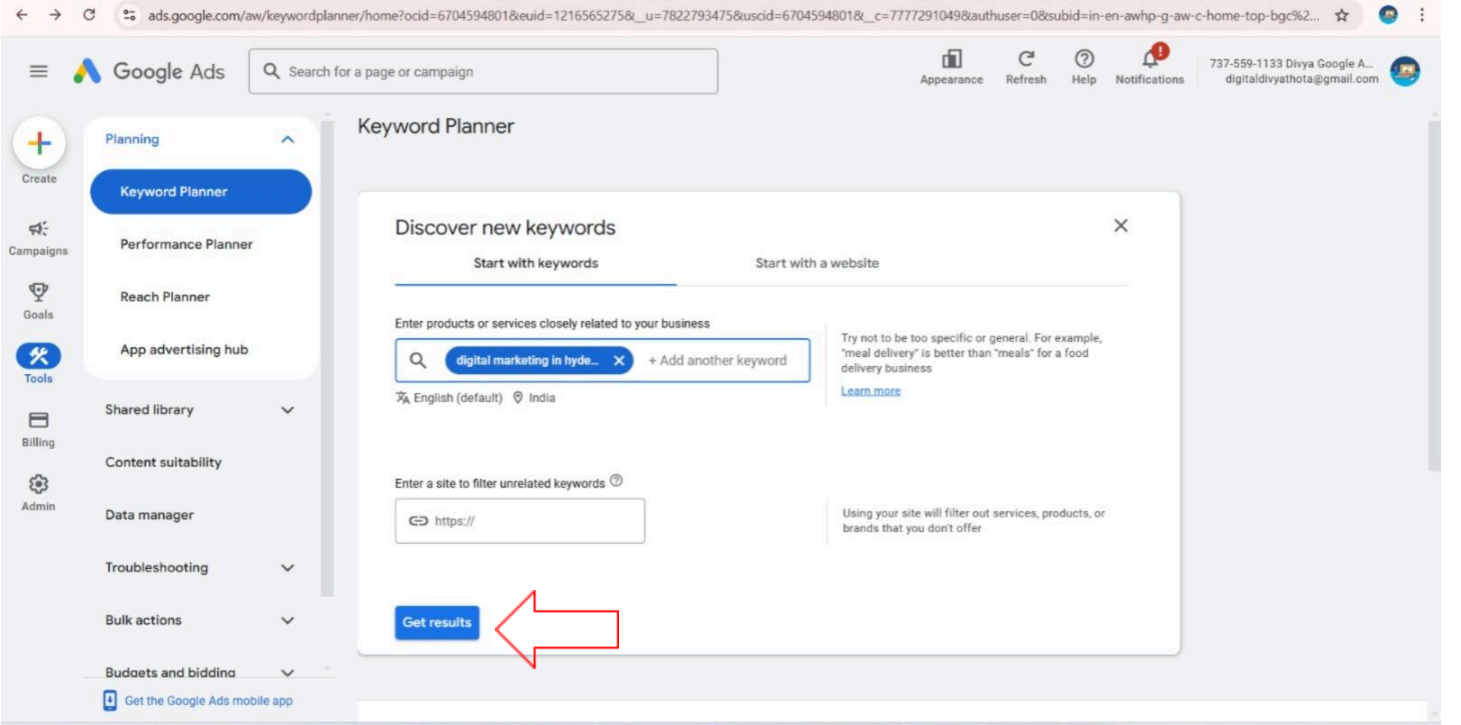 ads.google.com/aw/keywordplanner/home?ocid=6704594801&euid=1216565275&__u=7822793475&uscid=6704594801&__c=7777291049&authuser=0&subid=in-en-awhp-g-aw-c-home-top-bgc%2...
Google Ads
Search for a page or campaign
Appearance
Refresh
Help
Notifications
737-559-1133 Divya Google A...
digitaldivyathota@gmail.com
Create
Campaigns
Goals
Tools
Billing
Admin
Planning
Keyword Planner
Performance Planner
Reach Planner
App advertising hub
Shared library
Content suitability
Data manager
Troubleshooting
Bulk actions
Budgets and bidding
Get the Google Ads mobile app
Keyword Planner
Discover new keywords
Start with keywords
Start with a website
Enter products or services closely related to your business
digital marketing in hyde...
+ Add another keyword
English (default)
India
Try not to be too specific or general. For example,
"meal delivery" is better than "meals" for a food
delivery business
Learn more
Enter a site to filter unrelated keywords
https://
Using your site will filter out services, products, or
brands that you don't offer
Get results